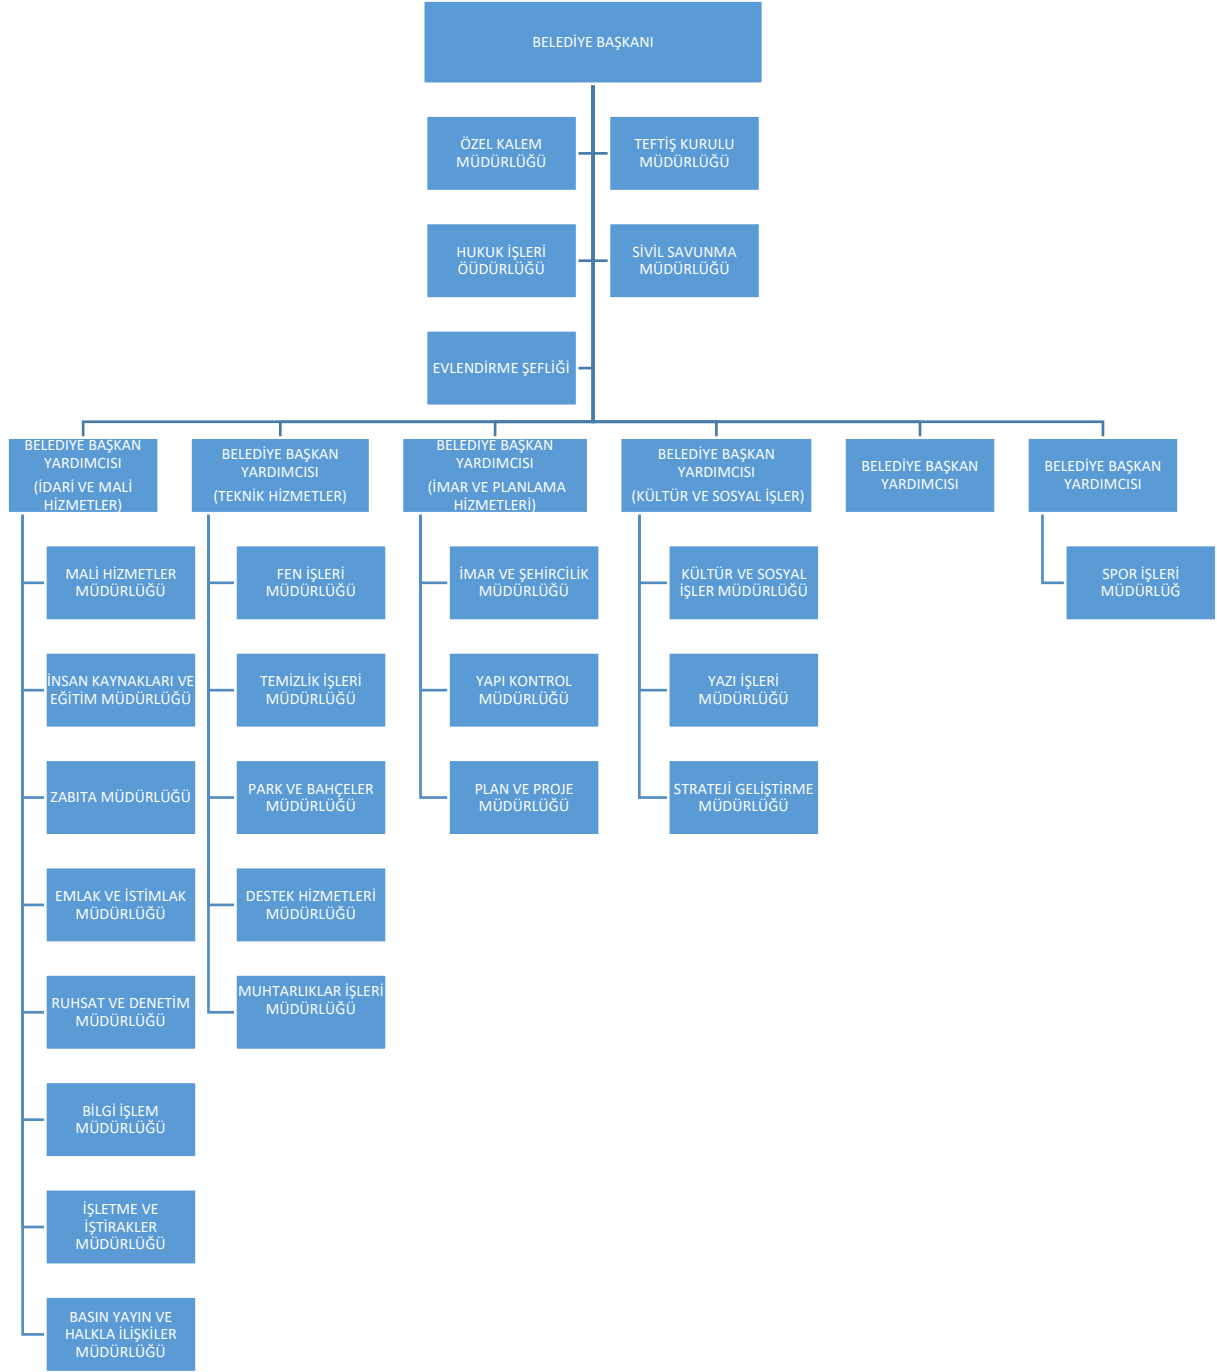 BELEDİYE BAŞKANI
ÖZEL KALEM
MÜDÜRLÜĞÜ
TEFTİŞ KURULU
MÜDÜRLÜĞÜ
HUKUK İŞLERİ
ÖÜDÜRLÜĞÜ
SİVİL SAVUNMA
MÜDÜRLÜĞÜ
EVLENDİRME ŞEFLİĞİ
BELEDİYE BAŞKAN
YARDIMCISI
(İDARİ VE MALİ
HİZMETLER)
MALİ HİZMETLER
MÜDÜRLÜĞÜ
İNSAN KAYNAKLARI VE
EĞİTİM MÜDÜRLÜĞÜ
ZABITA MÜDÜRLÜĞÜ
EMLAK VE İSTİMLAK
MÜDÜRLÜĞÜ
RUHSAT VE DENETİM
MÜDÜRLÜĞÜ
BİLGİ İŞLEM
MÜDÜRLÜĞÜ
İŞLETME VE
İŞTİRAKLER
MÜDÜRLÜĞÜ
BASIN YAYIN VE
HALKLA İLİŞKİLER
MÜDÜRLÜĞÜ
BELEDİYE BAŞKAN
YARDIMCISI
(TEKNİK HİZMETLER)
FEN İŞLERİ
MÜDÜRLÜĞÜ
TEMİZLİK İŞLERİ
MÜDÜRLÜĞÜ
PARK VE BAHÇELER
MÜDÜRLÜĞÜ
DESTEK HİZMETLERİ
MÜDÜRLÜĞÜ
MUHTARLIKLAR İŞLERİ
MÜDÜRLÜĞÜ
BELEDİYE BAŞKAN
YARDIMCISI
(İMAR VE PLANLAMA
HİZMETLERİ)
İMAR VE ŞEHİRCİLİK
MÜDÜRLÜĞÜ
YAPI KONTROL
MÜDÜRLÜĞÜ
PLAN VE PROJE
MÜDÜRLÜĞÜ
BELEDİYE BAŞKAN
YARDIMCISI
(KÜLTÜR VE SOSYAL İŞLER)
KÜLTÜR VE SOSYAL
İŞLER MÜDÜRLÜĞÜ
YAZI İŞLERİ
MÜDÜRLÜĞÜ
STRATEJİ GELİŞTİRME
MÜDÜRLÜĞÜ
BELEDİYE BAŞKAN
YARDIMCISI
BELEDİYE BAŞKAN
YARDIMCISI
SPOR İŞLERİ
MÜDÜRLÜĞ